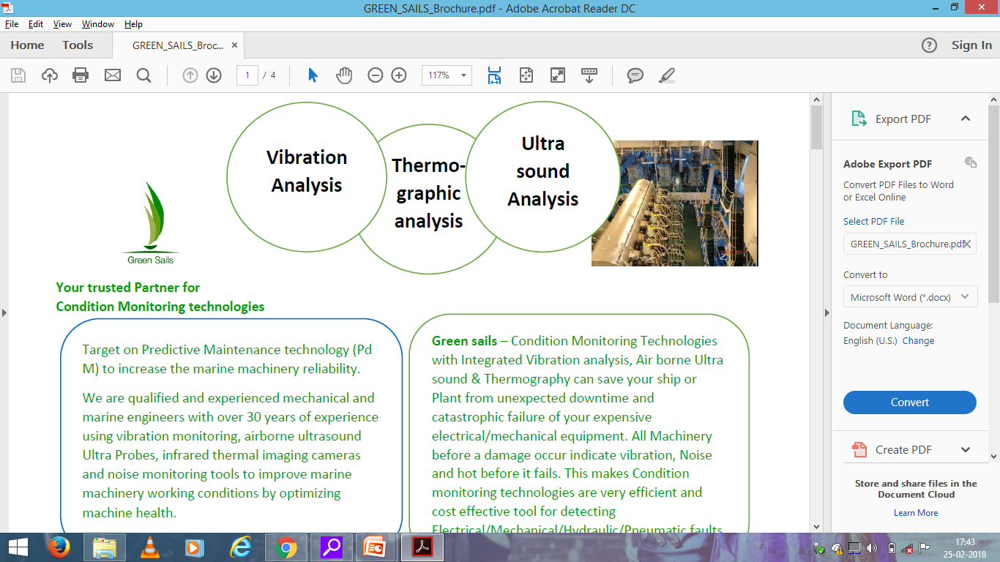 GREEN_SAILS_Brochure.pdf - Adobe Acrobat Reader DC
File Edit View Window Help
Home Tools GREEN_SAILS_Broc... × Sign In
1 / 4 117%
Vibration
Analysis
Thermo-
graphic
analysis
Ultra
sound
Analysis
Green Sails
Your trusted Partner for
Condition Monitoring technologies
Target on Predictive Maintenance technology (Pd
M) to increase the marine machinery reliability.
We are qualified and experienced mechanical and
marine engineers with over 30 years of experience
using vibration monitoring, airborne ultrasound
Ultra Probes, infrared thermal imaging cameras
and noise monitoring tools to improve marine
machinery working conditions by optimizing
machine health.
Green sails – Condition Monitoring Technologies
with Integrated Vibration analysis, Air borne Ultra
sound & Thermography can save your ship or
Plant from unexpected downtime and
catastrophic failure of your expensive
electrical/mechanical equipment. All Machinery
before a damage occur indicate vibration, Noise
and hot before it fails. This makes Condition
monitoring technologies are very efficient and
cost effective tool for detecting
Electrical/Mechanical/Hydraulic/Pneumatic faults
Export PDF
Adobe Export PDF
Convert PDF Files to Word
or Excel Online
Select PDF File
GREEN_SAILS_Brochure.pdf
Convert to
Microsoft Word (*.docx)
Document Language:
English (U.S.) Change
Convert
Create PDF
Store and share files in the
Document Cloud
Learn More
17:43
25-02-2018